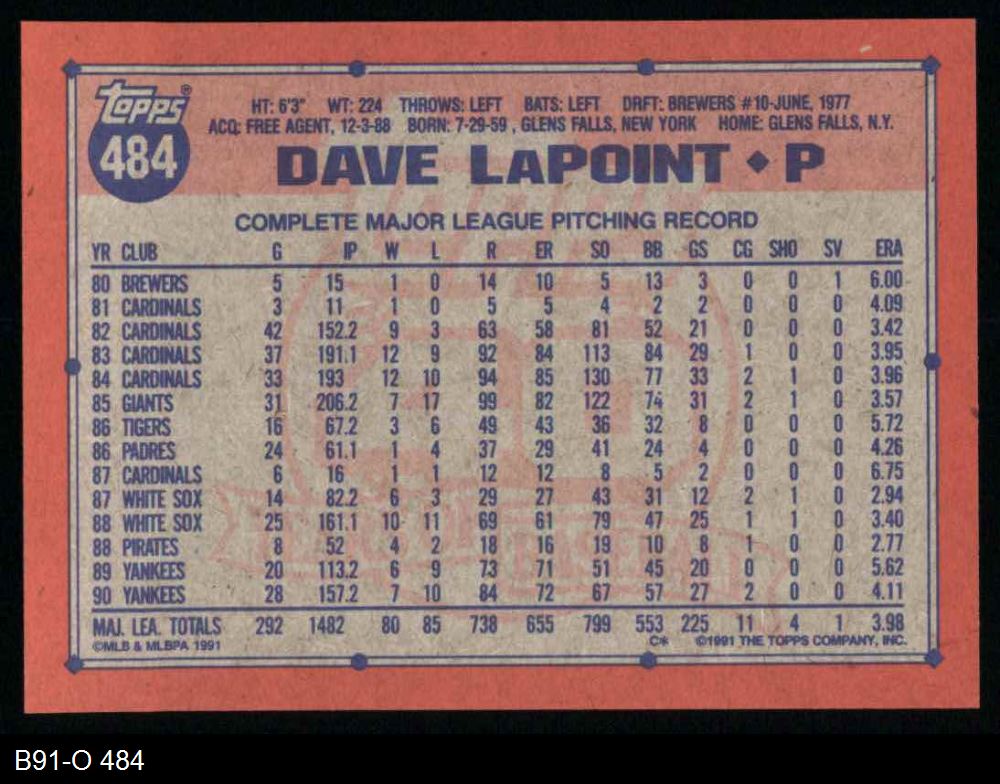 Topps®
484
HT: 6'3" WT: 224 THROWS: LEFT BATS: LEFT DRFT: BREWERS #10-JUNE, 1977
ACQ: FREE AGENT, 12-3-88 BORN: 7-29-59 , GLENS FALLS, NEW YORK HOME: GLENS FALLS, N.Y.
DAVE LaPOINT ◆ P
COMPLETE MAJOR LEAGUE PITCHING RECORD
YR CLUB G IP W L R ER SO BB GS CG SHO SV ERA
80 BREWERS 5 15 1 0 14 10 5 13 3 0 0 1 6.00
81 CARDINALS 3 11 1 0 5 5 4 2 2 0 0 0 4.09
82 CARDINALS 42 152.2 9 3 63 58 81 52 21 0 0 0 3.42
83 CARDINALS 37 191.1 12 9 92 84 113 84 29 1 0 0 3.95
84 CARDINALS 33 193 12 10 94 85 130 77 33 2 1 0 3.96
85 GIANTS 31 206.2 7 17 99 82 122 74 31 2 1 0 3.57
86 TIGERS 16 67.2 3 6 49 43 36 32 8 0 0 0 5.72
86 PADRES 24 61.1 1 4 37 29 41 24 4 0 0 0 4.26
87 CARDINALS 6 16 1 1 12 12 8 5 2 0 0 0 6.75
87 WHITE SOX 14 82.2 6 3 29 27 43 31 12 2 1 0 2.94
88 WHITE SOX 25 161.1 10 11 69 61 79 47 25 1 1 0 3.40
88 PIRATES 8 52 4 2 18 16 19 10 8 1 0 0 2.77
89 YANKEES 20 113.2 6 9 73 71 51 45 20 0 0 0 5.62
90 YANKEES 28 157.2 7 10 84 72 67 57 27 2 0 0 4.11
MAJ. LEA. TOTALS 292 1482 80 85 738 655 799 553 225 11 4 1 3.98
©MLB & MLBPA 1991 C* ©1991 THE TOPPS COMPANY, INC.
B91-O 484